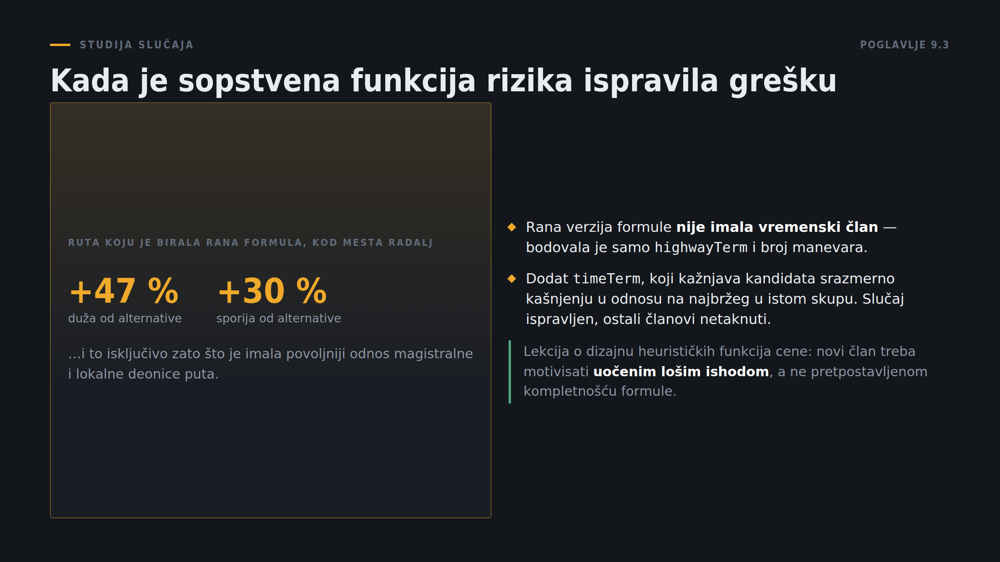 STUDIJA SLUČAJA
POGLAVLJE 9.3
Kada je sopstvena funkcija rizika ispravila grešku
RUTA KOJU JE BIRALA RANA FORMULA, KOD MESTA RADALJ
+47 %
duža od alternative
+30 %
sporija od alternative
…i to isključivo zato što je imala povoljniji odnos magistralne
i lokalne deonice puta.
Rana verzija formule nije imala vremenski član —
bodovala je samo highwayTerm i broj manevara.
Dodat timeTerm, koji kažnjava kandidata srazmerno
kašnjenju u odnosu na najbržeg u istom skupu. Slučaj
ispravljen, ostali članovi netaknuti.
Lekcija o dizajnu heurističkih funkcija cene: novi član treba
motivisati uočenim lošim ishodom, a ne pretpostavljenom
kompletnošću formule.